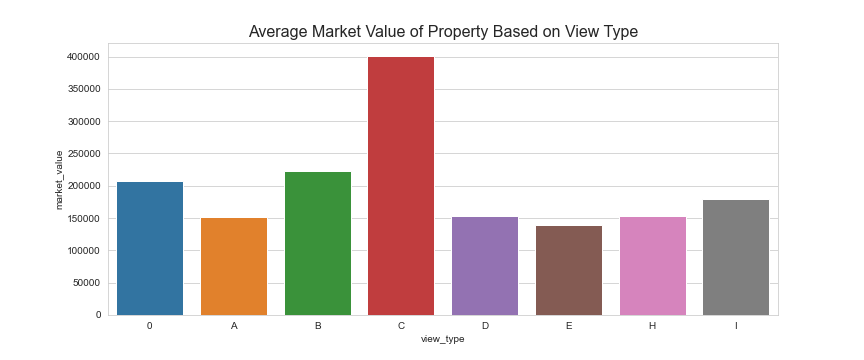 Average Market Value of Property Based on View Type
market_value
400000
350000
300000
250000
200000
150000
100000
50000
0
0 A B C D E H I
view_type